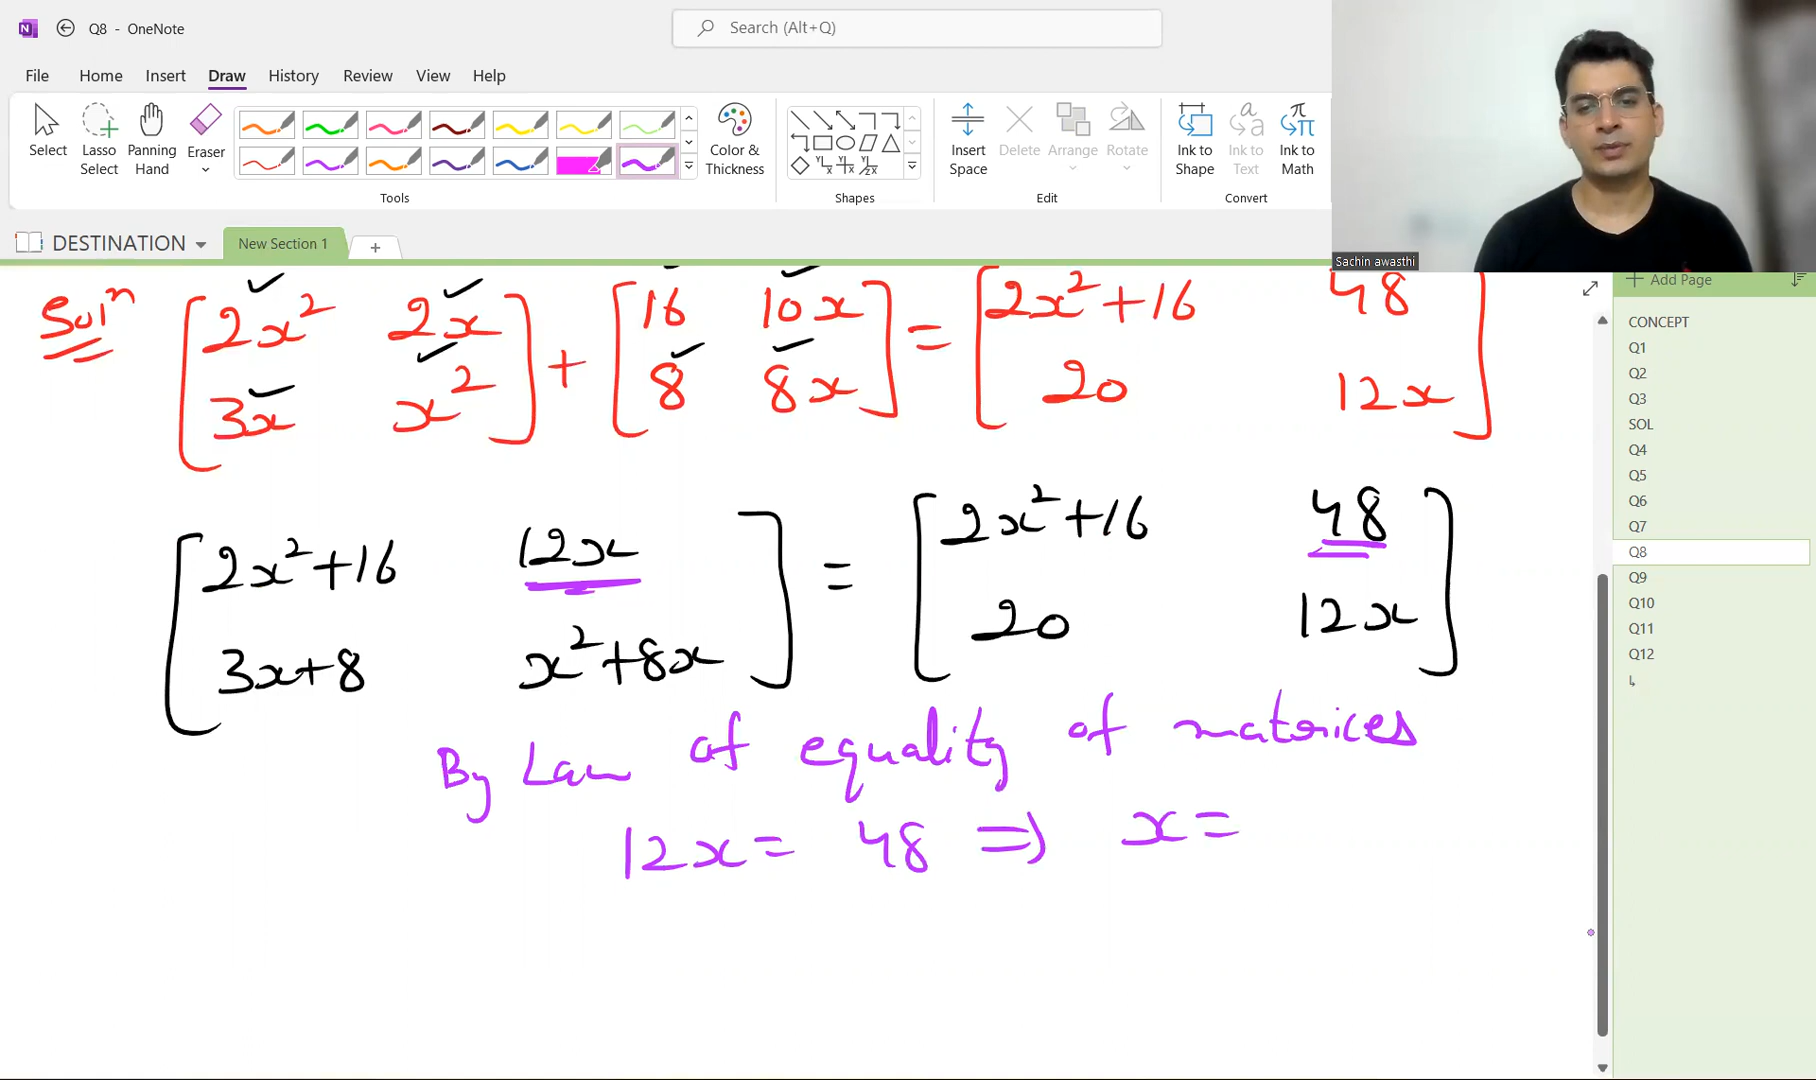 Q8 - OneNote
Search (Alt+Q)
File Home Insert Draw History Review View Help
Select
Lasso Select
Panning Hand
Eraser
Color & Thickness
Insert Space
Delete
Arrange
Rotate
Ink to Shape
Ink to Text
Ink to Math
Tools
Shapes
Edit
Convert
DESTINATION
New Section 1
Sachin awasthi
Add Page
CONCEPT
Q1
Q2
Q3
SOL
Q4
Q5
Q6
Q7
Q8
Q9
Q10
Q11
Q12
Solⁿ [2x² 2x + [16 10x = [2x²+16 48
3x x²] 8 8x] 20 12x]
[2x²+16 12x = [2x²+16 48
3x+8 x²+8x] 20 12x]
By Law of equality of matrices
12x = 48 ⇒ x =